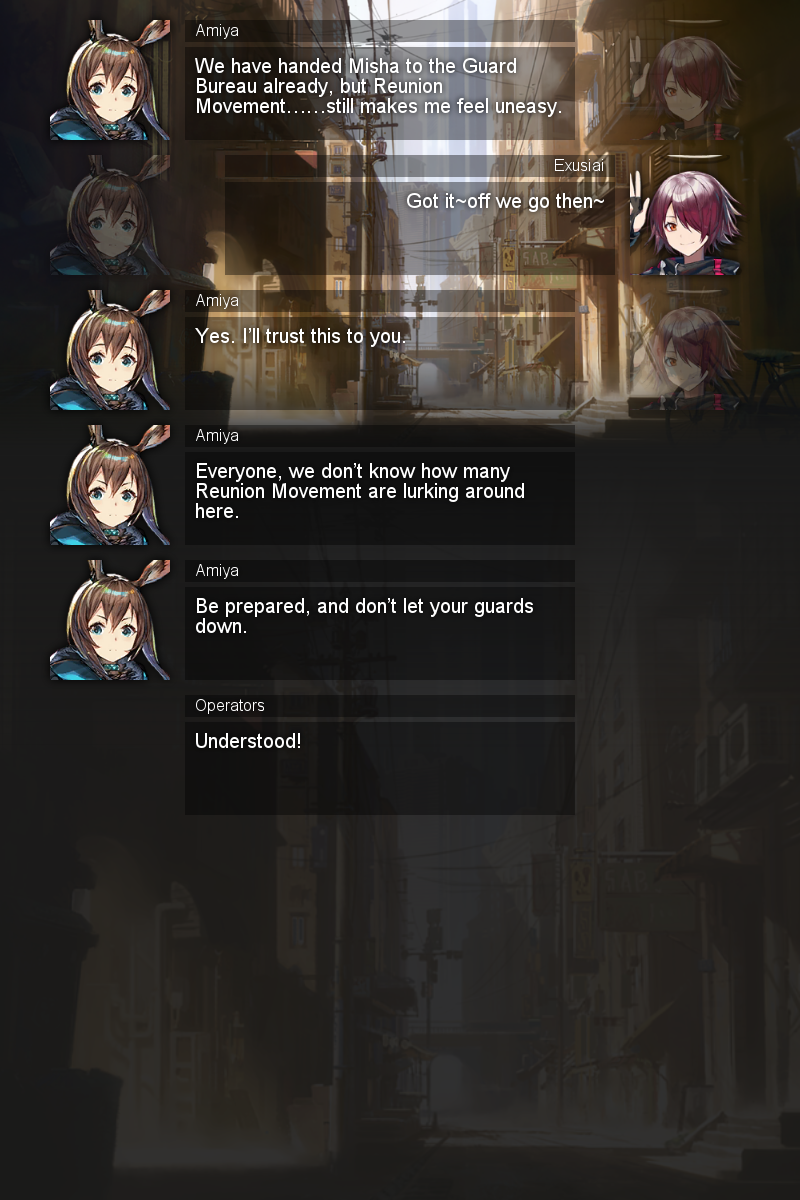 Amiya
We have handed Misha to the Guard
Bureau already, but Reunion
Movement……still makes me feel uneasy.
Exusiai
Got it~off we go then~
Amiya
Yes. I’ll trust this to you.
Amiya
Everyone, we don’t know how many
Reunion Movement are lurking around
here.
Amiya
Be prepared, and don’t let your guards
down.
Operators
Understood!